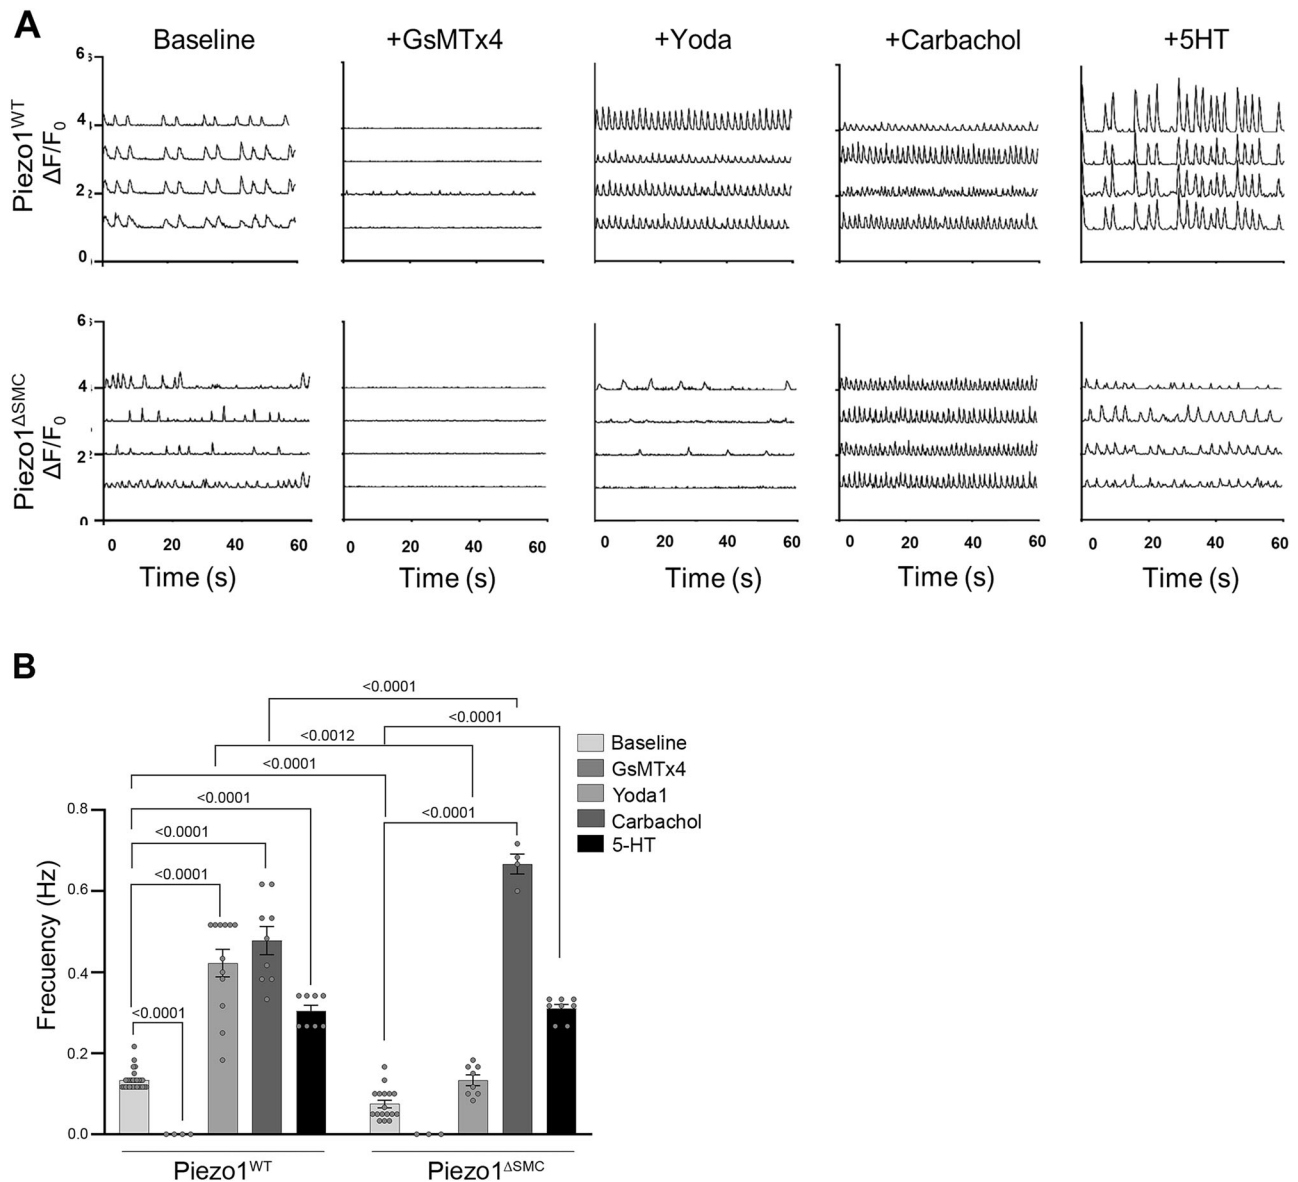 A
Baseline
+GsMTx4
+Yoda
+Carbachol
+5HT
Piezo1WT
ΔF/F0
6
4
2
0
Piezo1ΔSMC
ΔF/F0
6
4
2
0
0 20 40 60
0 20 40 60
0 20 40 60
0 20 40 60
0 20 40 60
Time (s)
Time (s)
Time (s)
Time (s)
Time (s)
B
<0.0001
<0.0001
<0.0012
<0.0001
<0.0001
<0.0001
<0.0001
<0.0001
<0.0001
Baseline
GsMTx4
Yoda1
Carbachol
5-HT
Frecuency (Hz)
0.8
0.6
0.4
0.2
0.0
Piezo1WT
Piezo1ΔSMC